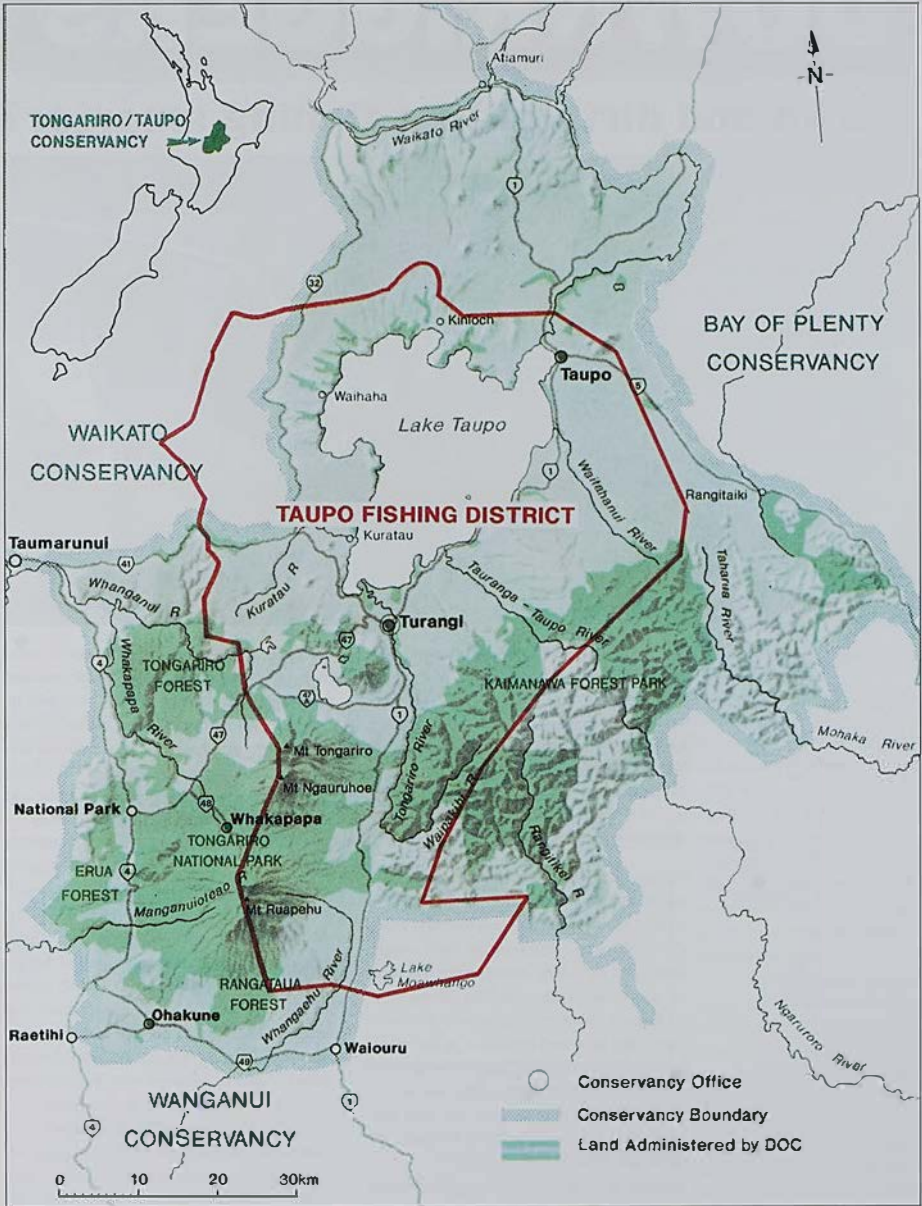 Atiamuri
N
TONGARIRO/TAUPO
CONSERVANCY
Waikato River
1
32
Kinloch
BAY OF PLENTY
CONSERVANCY
Taupo
5
Waihaha
Lake Taupo
WAIKATO
CONSERVANCY
1
Waitahanui River
Rangitaiki
TAUPO FISHING DISTRICT
Kuratau
Taumarunui
41
Whanganui R
Kuratau R
Tauranga - Taupo River
Taharua River
Turangi
47
Whakapapa
River
TONGARIRO
FOREST
4
KAIMANAWA FOREST PARK
47
A
1
47
Mohaka River
Mt Tongariro
Mt Ngauruhoe
Tongariro River
Waipakihi R
National Park
48
Whakapapa
TONGARIRO
NATIONAL PARK
Rangitikei R
ERUA
FOREST
4
Manganuioteao R
Mt Ruapehu
Lake
Moawhango
RANGATAUA
FOREST
Whangaehu River
Ngaruroro River
Ohakune
Raetihi
49
Waiouru
Conservancy Office
WANGANUI
CONSERVANCY
1
4
Conservancy Boundary
Land Administered by DOC
0 10 20 30km